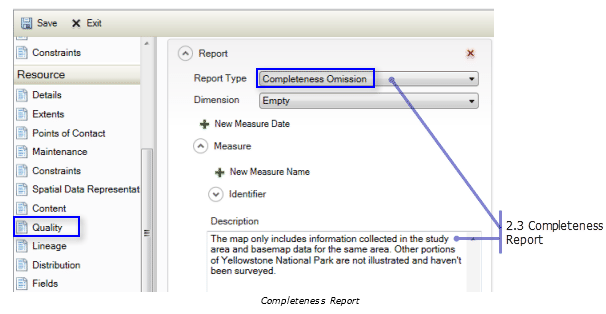 Save
Exit
Constraints
Resource
Details
Extents
Points of Contact
Maintenance
Constraints
Spatial Data Representat
Content
Quality
Lineage
Distribution
Fields
Report
Report Type
Completeness Omission
Dimension
Empty
New Measure Date
Measure
New Measure Name
Identifier
Description
The map only includes information collected in the study
area and basemap data for the same area. Other portions
of Yellowstone National Park are not illustrated and haven't
been surveyed.
2.3 Completeness
Report
Completeness Report